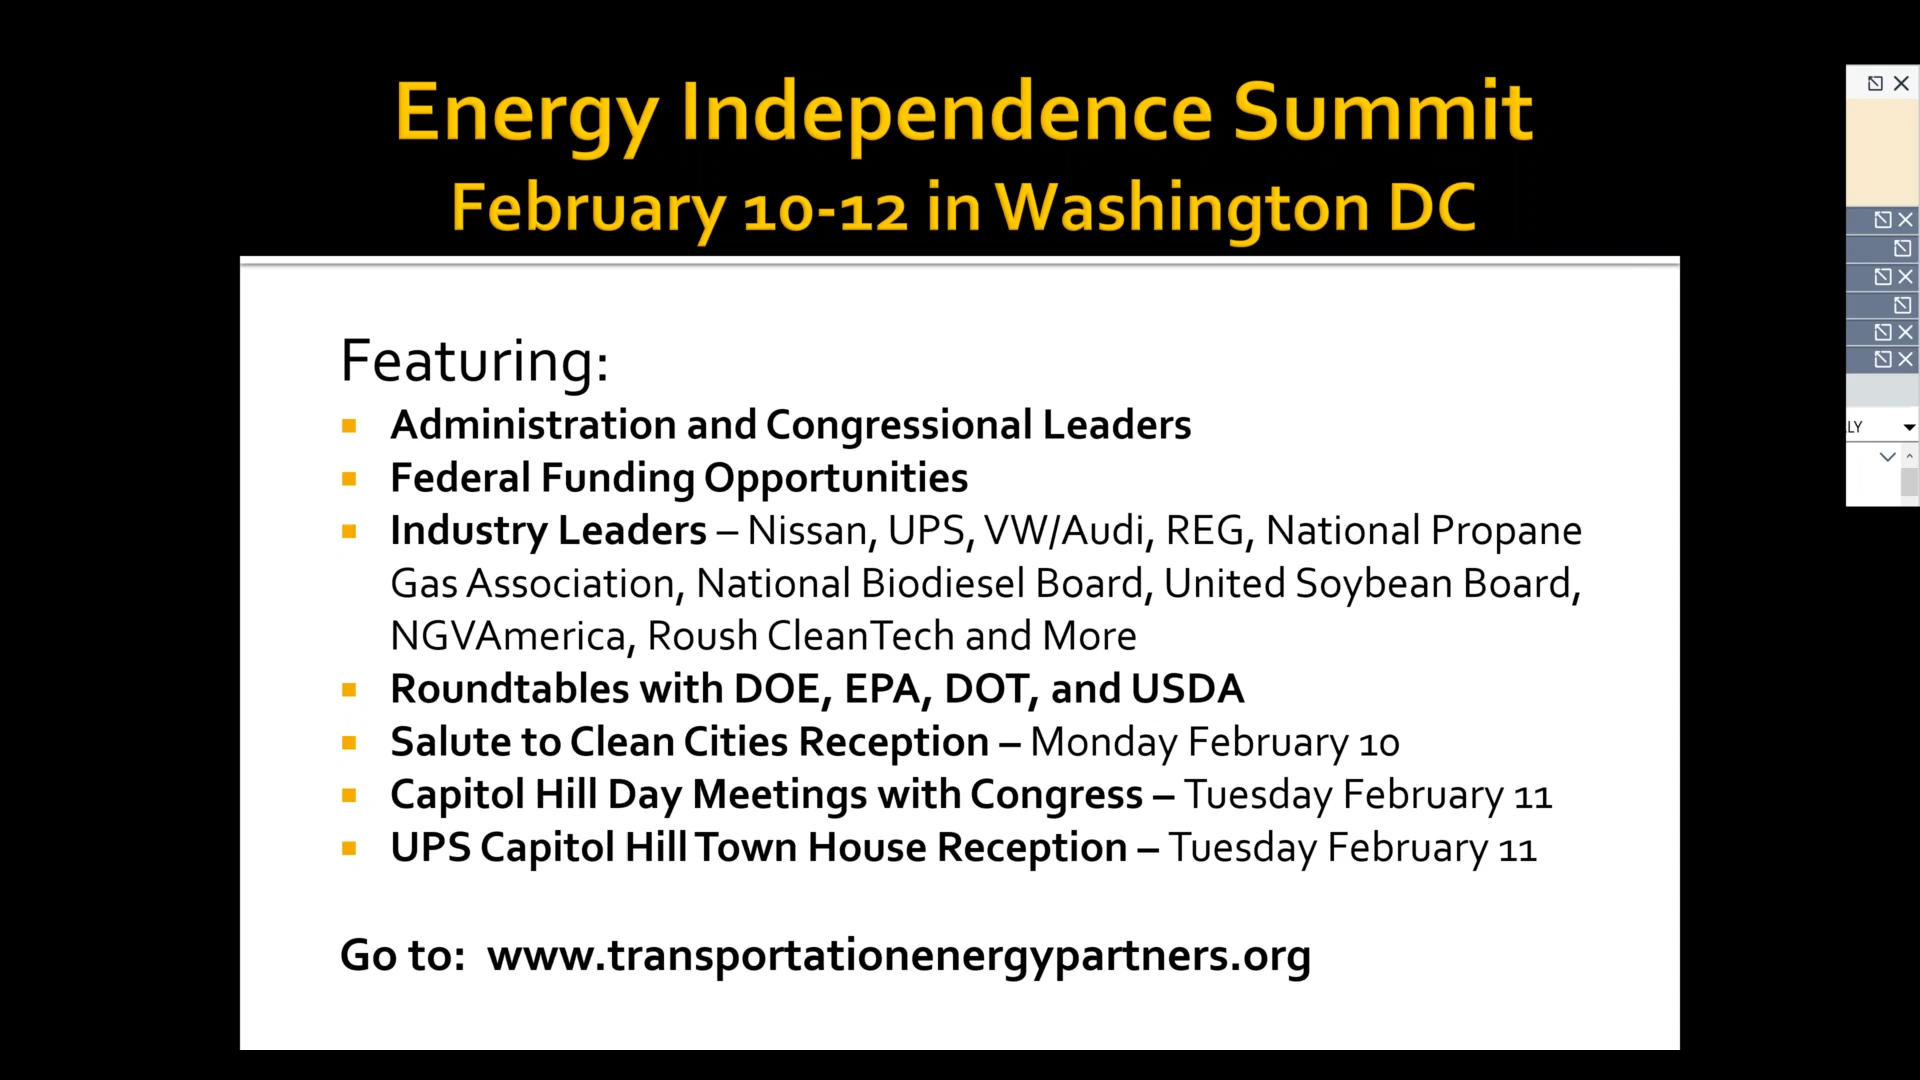 Energy Independence Summit
February 10-12 in Washington DC
Featuring:
Administration and Congressional Leaders
Federal Funding Opportunities
Industry Leaders – Nissan, UPS, VW/Audi, REG, National Propane
Gas Association, National Biodiesel Board, United Soybean Board,
NGVAmerica, Roush CleanTech and More
Roundtables with DOE, EPA, DOT, and USDA
Salute to Clean Cities Reception – Monday February 10
Capitol Hill Day Meetings with Congress – Tuesday February 11
UPS Capitol Hill Town House Reception – Tuesday February 11
Go to: www.transportationenergypartners.org
LY